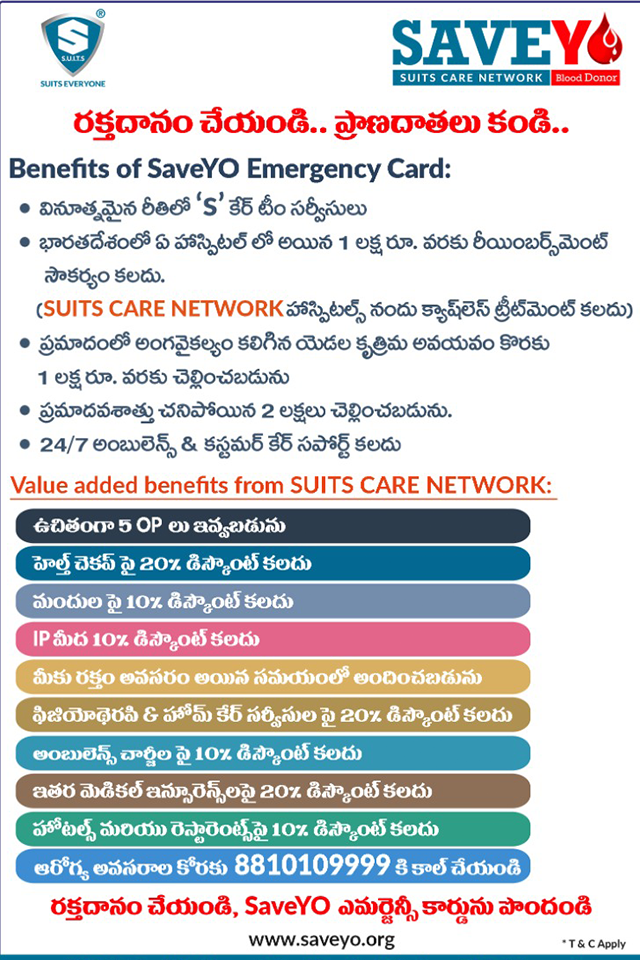 ®
S
S.U.I.T.S
SUITS EVERYONE
SAVEYO
SUITS CARE NETWORK Blood Donor
రక్తదానం చేయండి.. ప్రాణదాతలు కండి..
Benefits of SaveYO Emergency Card:
• వినూత్నమైన రీతిలో ‘S’ కేర్ టీం సర్వీసులు
• భారతదేశంలో ఏ హాస్పిటల్ లో అయిన 1 లక్ష రూ. వరకు రీయింబర్స్‌మెంట్
సౌకర్యం కలదు.
(SUITS CARE NETWORK హాస్పిటల్స్ నందు క్యాష్‌లెస్ ట్రీట్‌మెంట్ కలదు)
• ప్రమాదంలో అంగవైకల్యం కలిగిన యెడల కృత్రిమ అవయవం కొరకు
1 లక్ష రూ. వరకు చెల్లించబడును
• ప్రమాదవశాత్తు చనిపోయిన 2 లక్షలు చెల్లించబడును.
• 24/7 అంబులెన్స్ & కస్టమర్ కేర్ సపోర్ట్ కలదు
Value added benefits from SUITS CARE NETWORK:
ఉచితంగా 5 OP లు ఇవ్వబడును
హెల్త్ చెకప్ పై 20% డిస్కౌంట్ కలదు
మందుల పై 10% డిస్కౌంట్ కలదు
IP మీద 10% డిస్కౌంట్ కలదు
మీకు రక్తం అవసరం అయిన సమయంలో అందించబడును
ఫిజియోథెరపి & హోమ్ కేర్ సర్వీసుల పై 20% డిస్కౌంట్ కలదు
అంబులెన్స్ చార్జీల పై 10% డిస్కౌంట్ కలదు
ఇతర మెడికల్ ఇన్సూరెన్స్‌లపై 20% డిస్కౌంట్ కలదు
హోటల్స్ మరియు రెస్టారెంట్స్‌పై 10% డిస్కౌంట్ కలదు
ఆరోగ్య అవసరాల కోరకు 8810109999 కి కాల్ చేయండి
రక్తదానం చేయండి, SaveYO ఎమర్జెన్సీ కార్డును పొందండి
www.saveyo.org
* T & C Apply